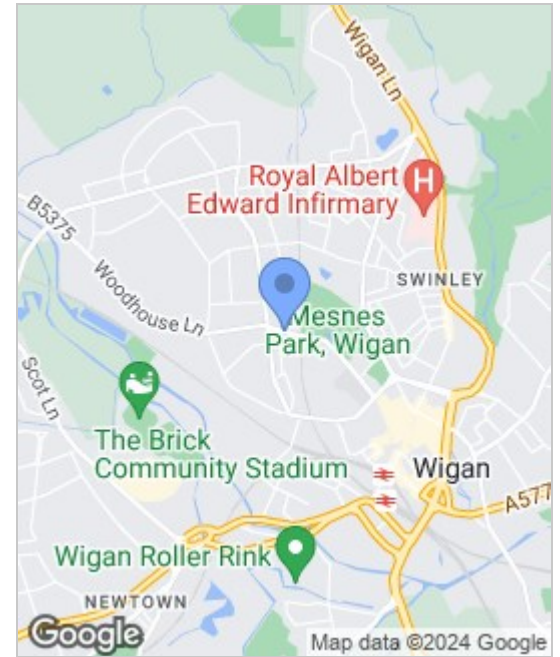 Wigan Ln
Royal Albert
Edward Infirmary
H
B5375
SWINLEY
Woodhouse Ln
Mesnes
Park, Wigan
Scot Ln
The Brick
Community Stadium
Wigan
A577
Wigan Roller Rink
NEWTOWN
Google
Map data ©2024 Google